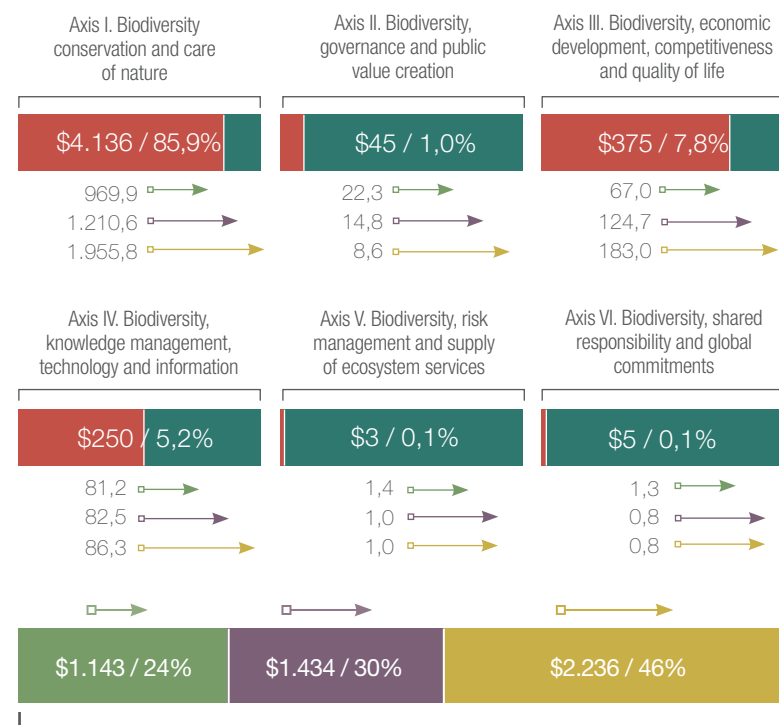 Axis I. Biodiversity
conservation and care
of nature
$4.136 / 85,9%
969,9
1.210,6
1.955,8
Axis II. Biodiversity,
governance and public
value creation
$45 / 1,0%
22,3
14,8
8,6
Axis III. Biodiversity, economic
development, competitiveness
and quality of life
$375 / 7,8%
67,0
124,7
183,0
Axis IV. Biodiversity,
knowledge management,
technology and information
$250 / 5,2%
81,2
82,5
86,3
Axis V. Biodiversity, risk
management and supply
of ecosystem services
$3 / 0,1%
1,4
1,0
1,0
Axis VI. Biodiversity, shared
responsibility and global
commitments
$5 / 0,1%
1,3
0,8
0,8
$1.143 / 24%
$1.434 / 30%
$2.236 / 46%